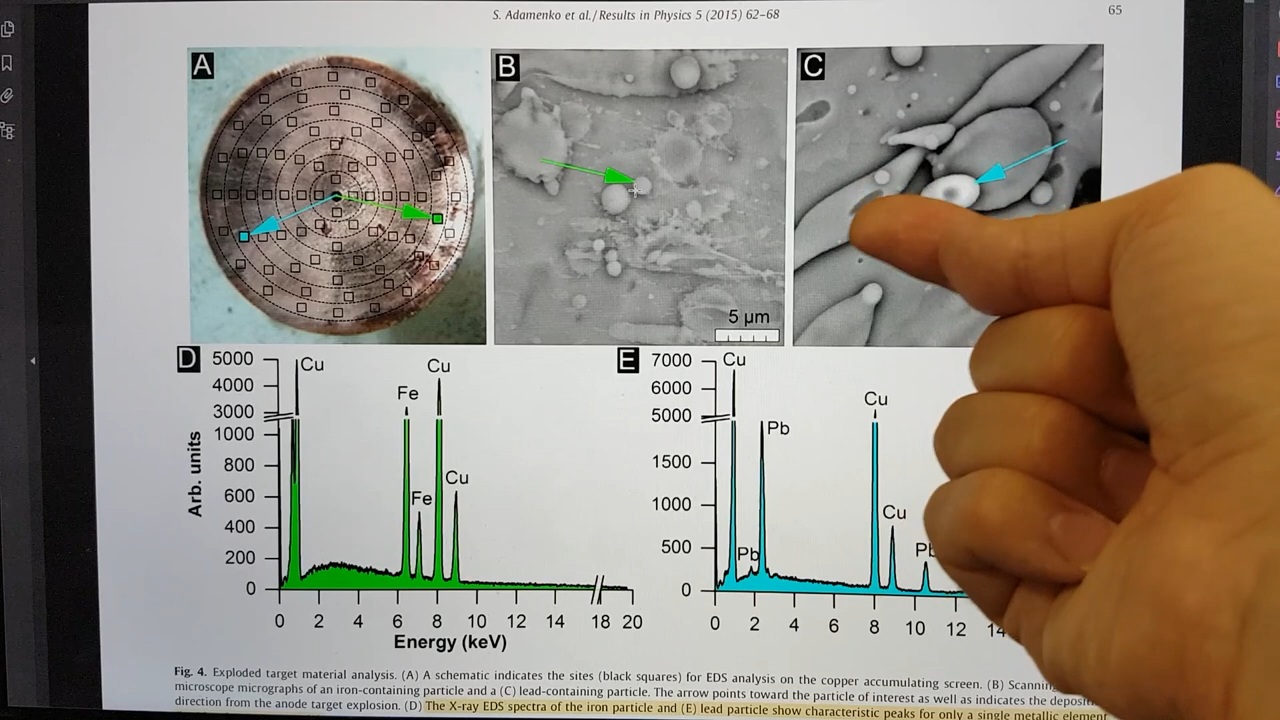 S. Adamenko et al. / Results in Physics 5 (2015) 62–68
65
A
B
C
5 µm
D
5000
4000
3000
1000
800
600
400
200
0
Arb. units
Cu
Fe
Cu
Fe
Cu
0 2 4 6 8 10 12 14 18 20
Energy (keV)
E
7000
6000
5000
1500
1000
500
0
Cu
Pb
Pb
Cu
Cu
0 2 4 6 8 10 12
Fig. 4. Exploded target material analysis. (A) A schematic indicates the sites (black squares) for EDS analysis on the copper accumulating screen. (B)
microscope micrographs of an iron-containing particle and a (C) lead-containing particle. The arrow points toward the particle of interest as well as indicates the
direction from the anode target explosion. (D) The X-ray EDS spectra of the iron particle and (E) lead particle show characteristic peaks for only a single metallic element